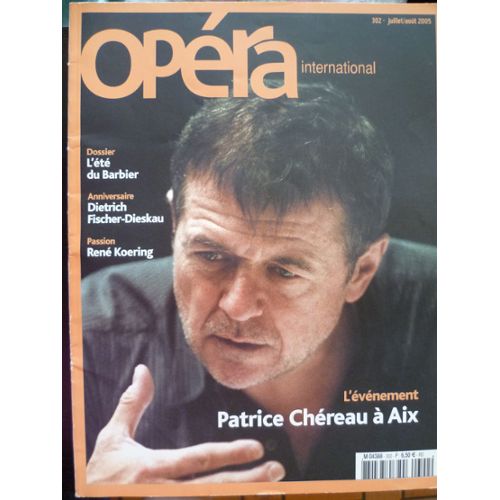 302 - juillet/août 2005
opéra
international
Dossier
L'été
du Barbier
Anniversaire
Dietrich
Fischer-Dieskau
Passion
René Koering
L'événement
Patrice Chéreau à Aix